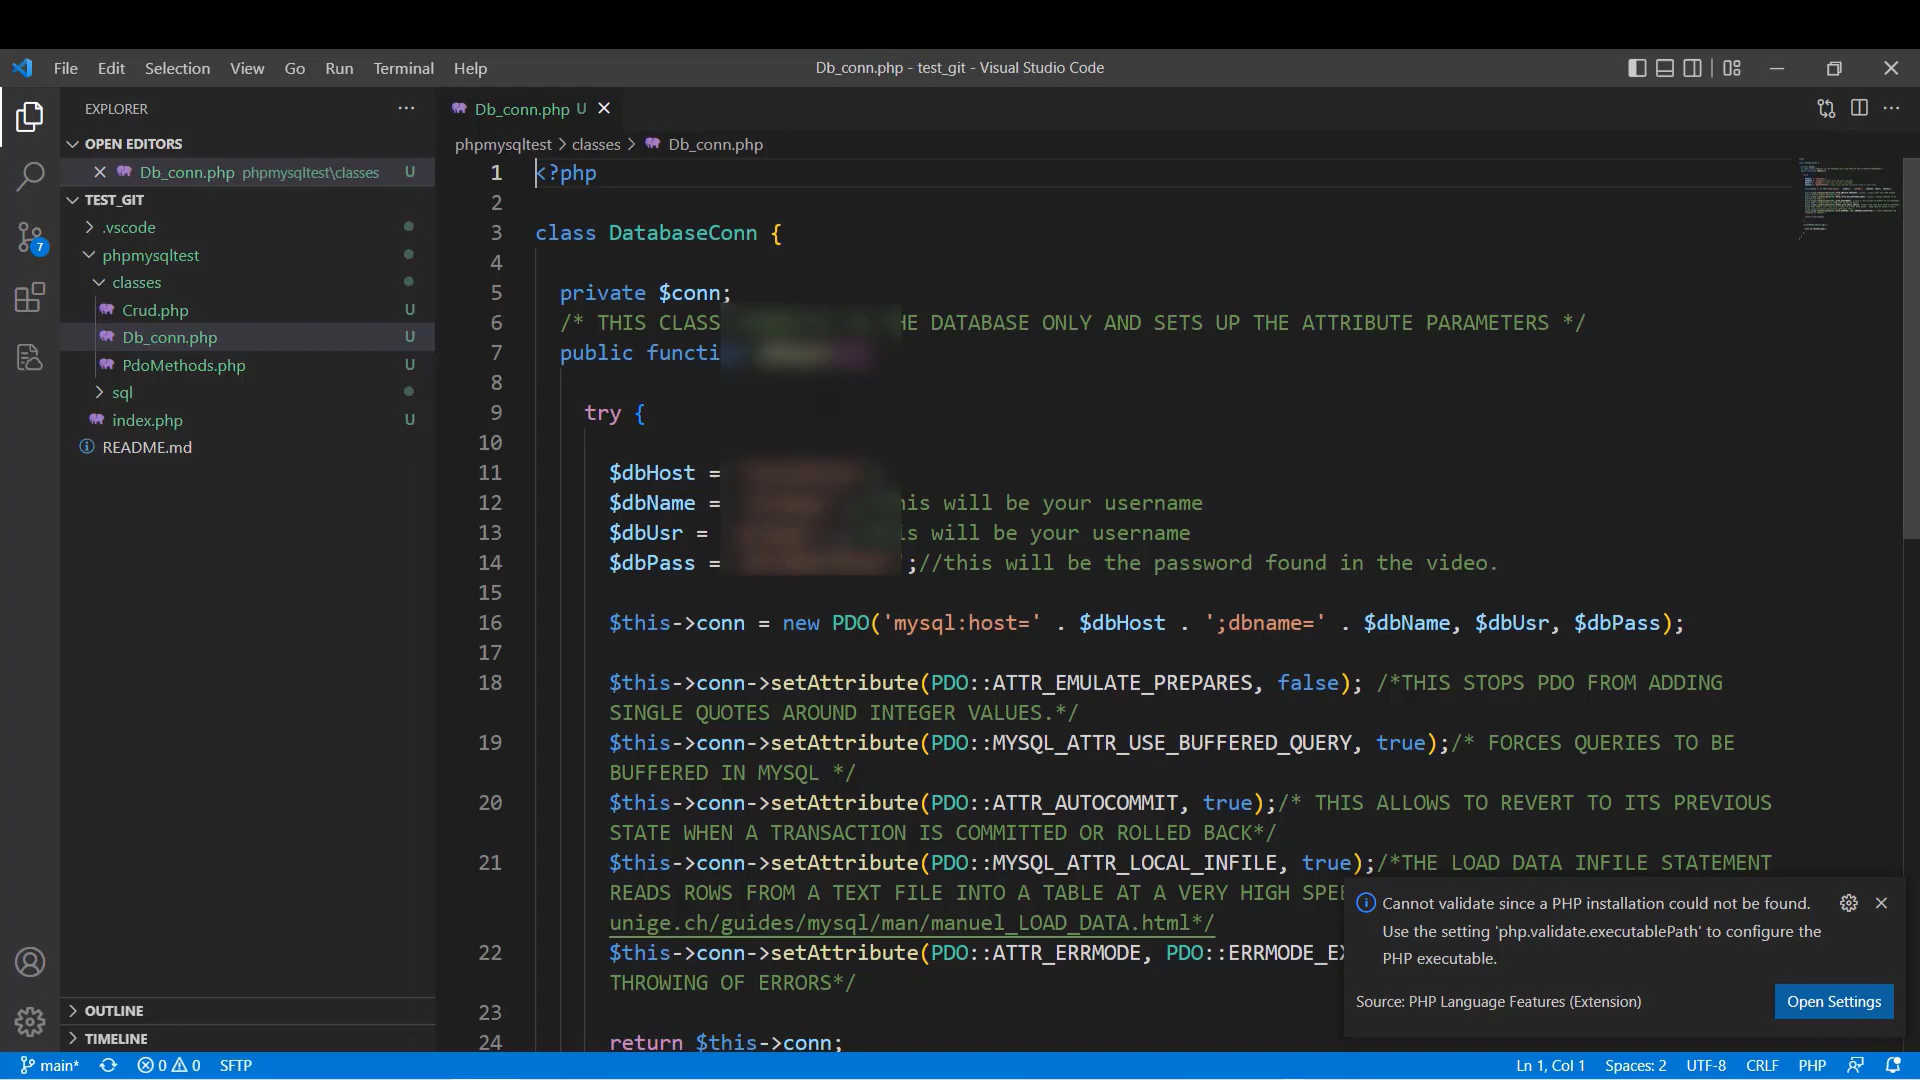 File Edit Selection View Go Run Terminal Help
Db_conn.php - test_git - Visual Studio Code
EXPLORER
OPEN EDITORS
Db_conn.php phpmysqltest\classes U
TEST_GIT
.vscode
phpmysqltest
classes
Crud.php U
Db_conn.php U
PdoMethods.php U
sql
index.php U
README.md
OUTLINE
TIMELINE
7
Db_conn.php U
phpmysqltest > classes > Db_conn.php
1 <?php
2
3 class DatabaseConn {
4
5 private $conn;
6 /* THIS CLASS DATABASE ONLY AND SETS UP THE ATTRIBUTE PARAMETERS */
7 public
8
9 try {
10
11 $dbHost =
12 $dbName = will be your username
13 $dbUsr = will be your username
14 $dbPass = ';//this will be the password found in the video.
15
16 $this->conn = new PDO('mysql:host=' . $dbHost . ';dbname=' . $dbName, $dbUsr, $dbPass);
17
18 $this->conn->setAttribute(PDO::ATTR_EMULATE_PREPARES, false); /*THIS STOPS PDO FROM ADDING
SINGLE QUOTES AROUND INTEGER VALUES.*/
19 $this->conn->setAttribute(PDO::MYSQL_ATTR_USE_BUFFERED_QUERY, true);/* FORCES QUERIES TO BE
BUFFERED IN MYSQL */
20 $this->conn->setAttribute(PDO::ATTR_AUTOCOMMIT, true);/* THIS ALLOWS TO REVERT TO ITS PREVIOUS
STATE WHEN A TRANSACTION IS COMMITTED OR ROLLED BACK*/
21 $this->conn->setAttribute(PDO::MYSQL_ATTR_LOCAL_INFILE, true);/*THE LOAD DATA INFILE STATEMENT
READS ROWS FROM A TEXT FILE INTO A TABLE AT A VERY HIGH
unige.ch/guides/mysql/man/manuel_LOAD_DATA.html*/
22 $this->conn->setAttribute(PDO::ATTR_ERRMODE,
THROWING OF ERRORS*/
23
24 return $this->conn;
Cannot validate since a PHP installation could not be found.
Use the setting 'php.validate.executablePath' to configure the
PHP executable.
Source: PHP Language Features (Extension)
Open Settings
main* 0 0 SFTP
Ln 1, Col 1 Spaces: 2 UTF-8 CRLF PHP